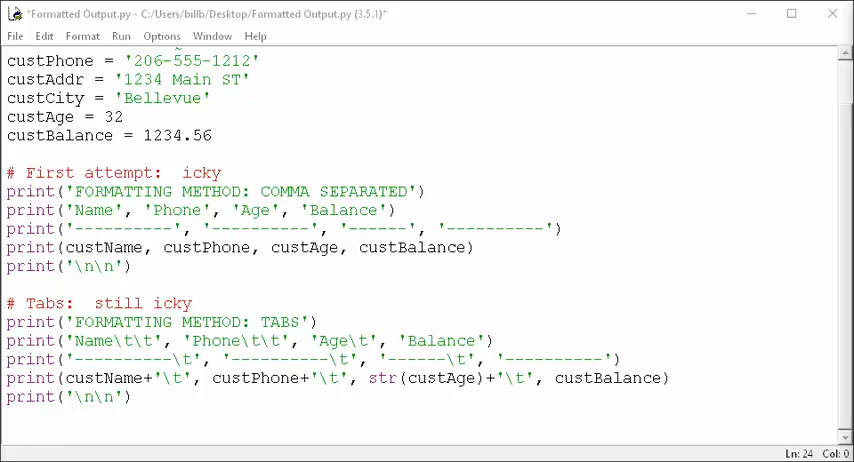 *Formatted Output.py - C:/Users/billb/Desktop/Formatted Output.py (3.5.1)*
File Edit Format Run Options Window Help
custPhone = '206-555-1212'
custAddr = '1234 Main ST'
custCity = 'Bellevue'
custAge = 32
custBalance = 1234.56
# First attempt:  icky
print('FORMATTING METHOD: COMMA SEPARATED')
print('Name', 'Phone', 'Age', 'Balance')
print('----------', '----------', '------', '----------')
print(custName, custPhone, custAge, custBalance)
print('\n\n')
# Tabs:  still icky
print('FORMATTING METHOD: TABS')
print('Name\t\t', 'Phone\t\t', 'Age\t', 'Balance')
print('----------\t', '----------\t', '------\t', '----------')
print(custName+'\t', custPhone+'\t', str(custAge)+'\t', custBalance)
print('\n\n')
Ln: 24 Col: 0